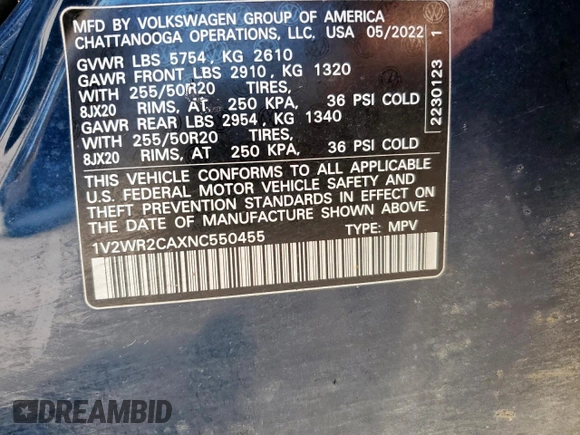 MFD BY VOLKSWAGEN GROUP OF AMERICA
CHATTANOOGA OPERATIONS, LLC, USA 05/2022
GVWR LBS 5754, KG 2610
GAWR FRONT LBS 2910, KG 1320
WITH 255/50R20 TIRES,
8JX20 RIMS, AT 250 KPA, 36 PSI COLD
GAWR REAR LBS 2954, KG 1340
WITH 255/50R20 TIRES,
8JX20 RIMS, AT 250 KPA, 36 PSI COLD
THIS VEHICLE CONFORMS TO ALL APPLICABLE
U.S. FEDERAL MOTOR VEHICLE SAFETY AND
THEFT PREVENTION STANDARDS IN EFFECT ON
THE DATE OF MANUFACTURE SHOWN ABOVE.
1V2WR2CAXNC550455 TYPE: MPV
2230123 1
DREAMBID